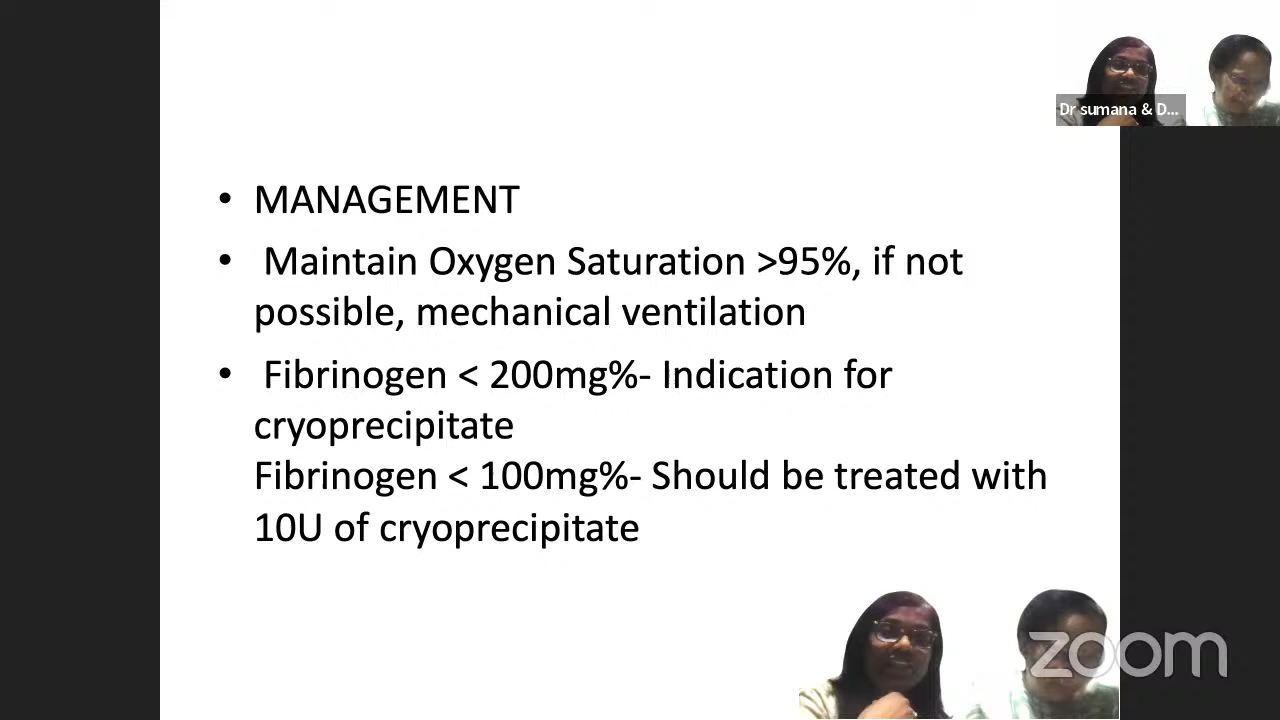 Dr sumana & D...
• MANAGEMENT
• Maintain Oxygen Saturation >95%, if not
possible, mechanical ventilation
• Fibrinogen < 200mg%- Indication for
cryoprecipitate
Fibrinogen < 100mg%- Should be treated with
10U of cryoprecipitate
zoom